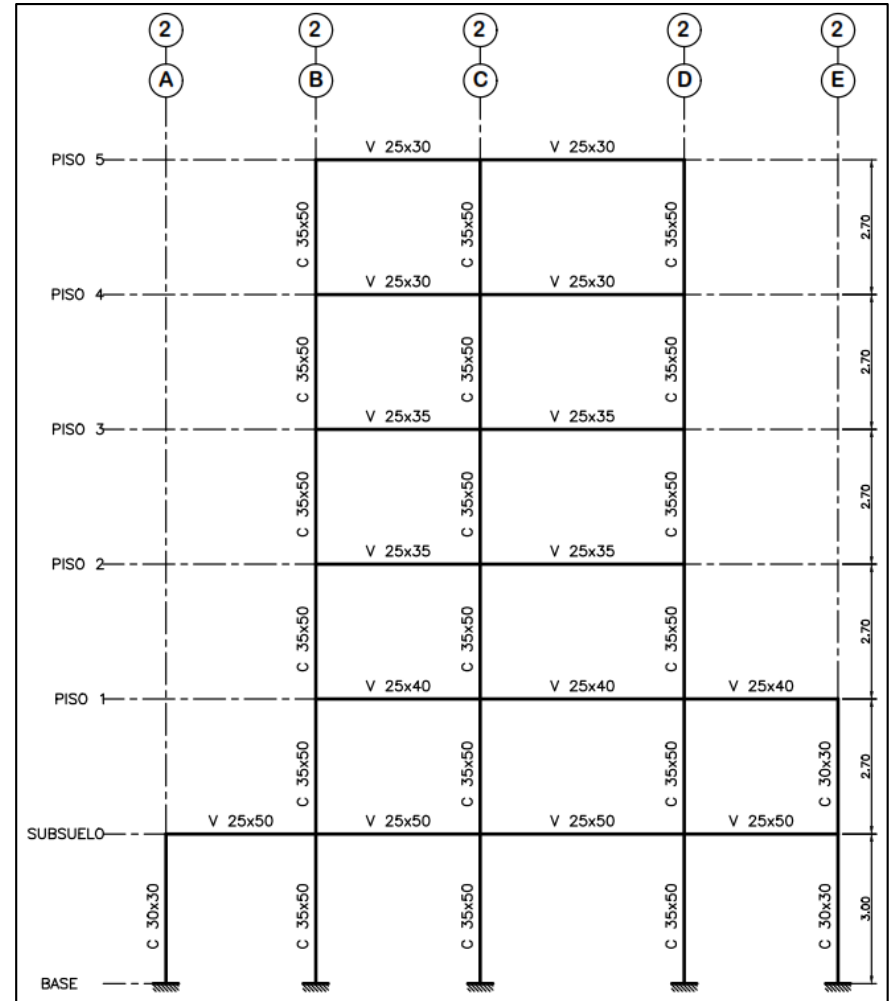 2 2 2 2 2
A B C D E
V 25x30 V 25x30
PISO 5
C 35x50 C 35x50 C 35x50 2.70
V 25x30 V 25x30
PISO 4
C 35x50 C 35x50 C 35x50 2.70
V 25x35 V 25x35
PISO 3
C 35x50 C 35x50 C 35x50 2.70
V 25x35 V 25x35
PISO 2
C 35x50 C 35x50 C 35x50 2.70
V 25x40 V 25x40 V 25x40
PISO 1
C 35x50 C 35x50 C 35x50 C 30x30 2.70
SUBSUELO
V 25x50 V 25x50 V 25x50 V 25x50
C 30x30 C 35x50 C 35x50 C 35x50 C 30x30 3.00
BASE